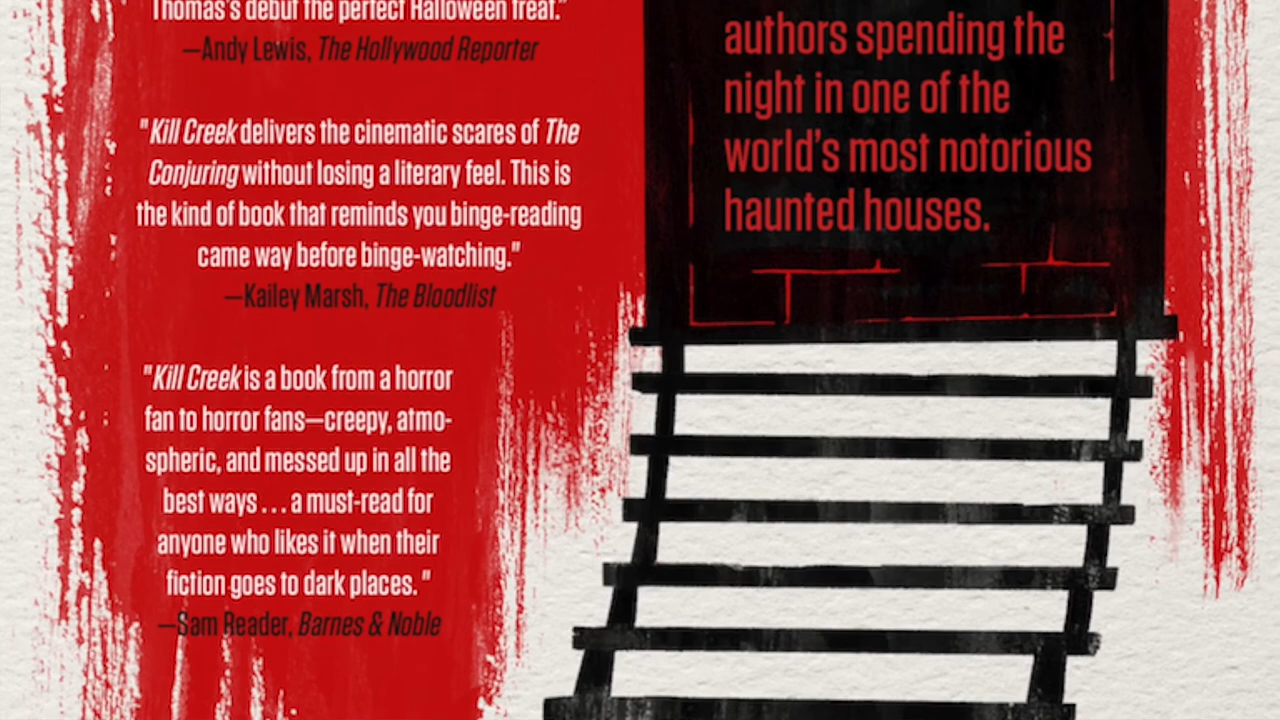 Thomas's debut the perfect Halloween treat."
—Andy Lewis, The Hollywood Reporter
"Kill Creek delivers the cinematic scares of The
Conjuring without losing a literary feel. This is
the kind of book that reminds you binge-reading
came way before binge-watching."
—Kailey Marsh, The Bloodlist
"Kill Creek is a book from a horror
fan to horror fans—creepy, atmo-
spheric, and messed up in all the
best ways . . . a must-read for
anyone who likes it when their
fiction goes to dark places."
—Sam Reader, Barnes & Noble
authors spending the
night in one of the
world's most notorious
haunted houses.